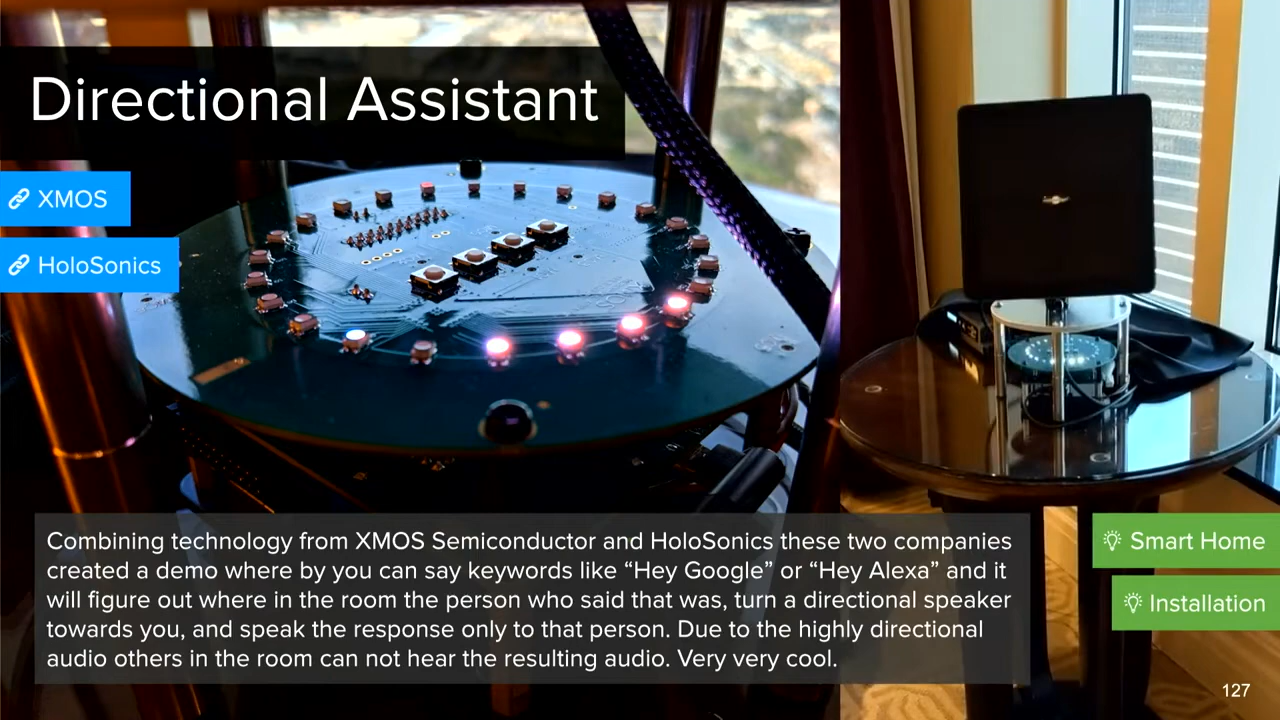 Directional Assistant
XMOS
HoloSonics
Combining technology from XMOS Semiconductor and HoloSonics these two companies
created a demo where by you can say keywords like “Hey Google” or “Hey Alexa” and it
will figure out where in the room the person who said that was, turn a directional speaker
towards you, and speak the response only to that person. Due to the highly directional
audio others in the room can not hear the resulting audio. Very very cool.
Smart Home
Installation
127